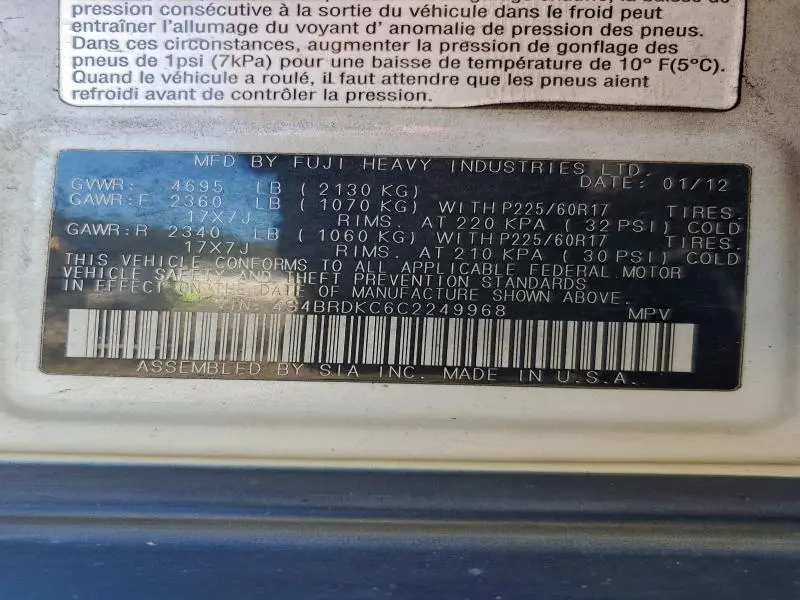 pression consécutive à la sortie du véhicule dans le froid peut
entraîner l'allumage du voyant d' anomalie de pression des pneus.
Dans ces circonstances, augmenter la pression de gonflage des
pneus de 1psi (7kPa) pour une baisse de température de 10° F(5°C).
Quand le véhicule a roulé, il faut attendre que les pneus aient
refroidi avant de contrôler la pression.
MFD BY FUJI HEAVY INDUSTRIES LTD.
GVWR: 4695 LB ( 2130 KG) DATE: 01/12
GAWR:F 2360 LB ( 1070 KG) WITH P225/60R17 TIRES.
17X7J RIMS. AT 220 KPA ( 32 PSI) COLD
GAWR:R 2340 LB ( 1060 KG) WITH P225/60R17 TIRES.
17X7J RIMS. AT 210 KPA ( 30 PSI) COLD
THIS VEHICLE CONFORMS TO ALL APPLICABLE FEDERAL MOTOR
VEHICLE SAFETY AND THEFT PREVENTION STANDARDS
IN EFFECT ON THE DATE OF MANUFACTURE SHOWN ABOVE.
VIN: 4S4BRDKC6C2249968 MPV
ASSEMBLED BY SIA INC. MADE IN U.S.A.